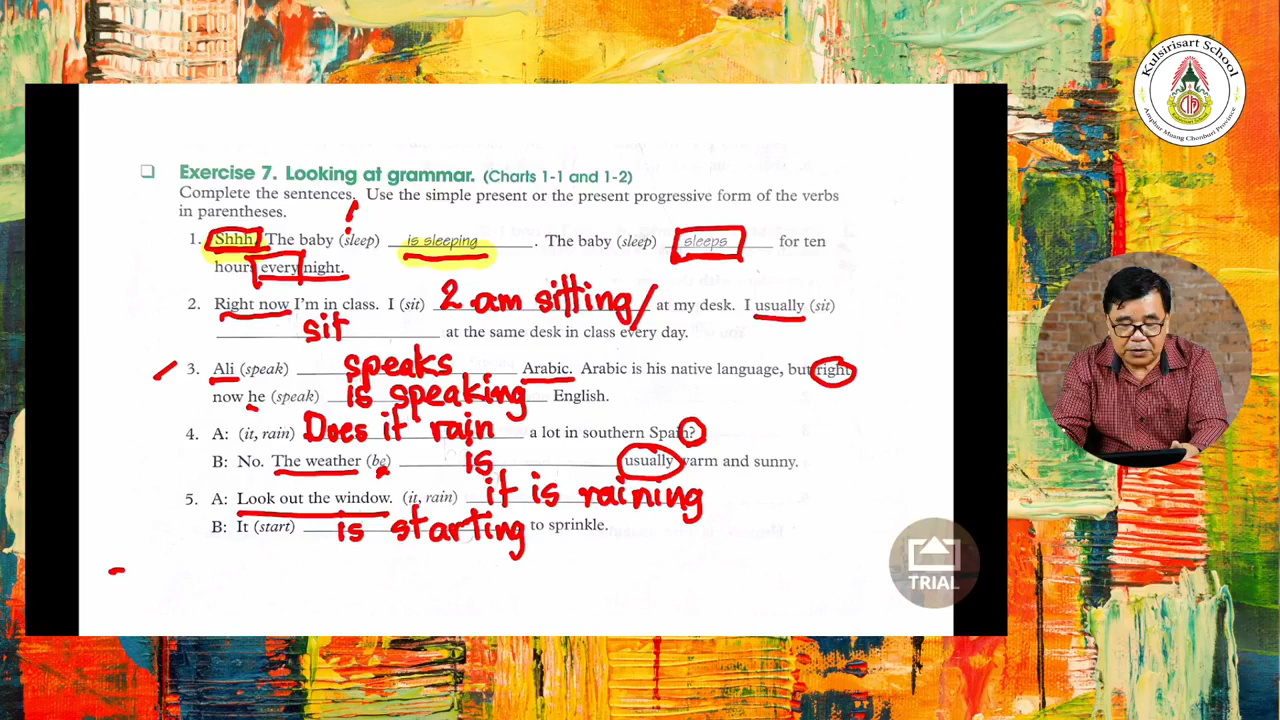 Kulsirisart School
Amphur Muang Chonburi Province
Exercise 7. Looking at grammar. (Charts 1-1 and 1-2)
Complete the sentences. Use the simple present or the present progressive form of the verbs
in parentheses.
1. Shhh. The baby (sleep) is sleeping . The baby (sleep) sleeps for ten
hours every night.
2. Right now I'm in class. I (sit) 2 am sitting at my desk. I usually (sit)
sit at the same desk in class every day.
3. Ali (speak) speaks Arabic. Arabic is his native language, but right
now he (speak) is speaking English.
4. A: (it, rain) Does it rain a lot in southern Spain?
B: No. The weather (be) is usually warm and sunny.
5. A: Look out the window. (it, rain) it is raining
B: It (start) is starting to sprinkle.
TRIAL